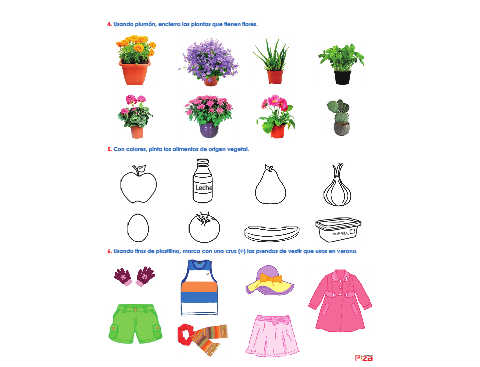 4. Usando plumón, encierra las plantas que tienen flores.
5. Con colores, pinta los alimentos de origen vegetal.
Leche
6. Usando tiras de plastilina, marca con una cruz (+) las prendas de vestir que usas en verano.